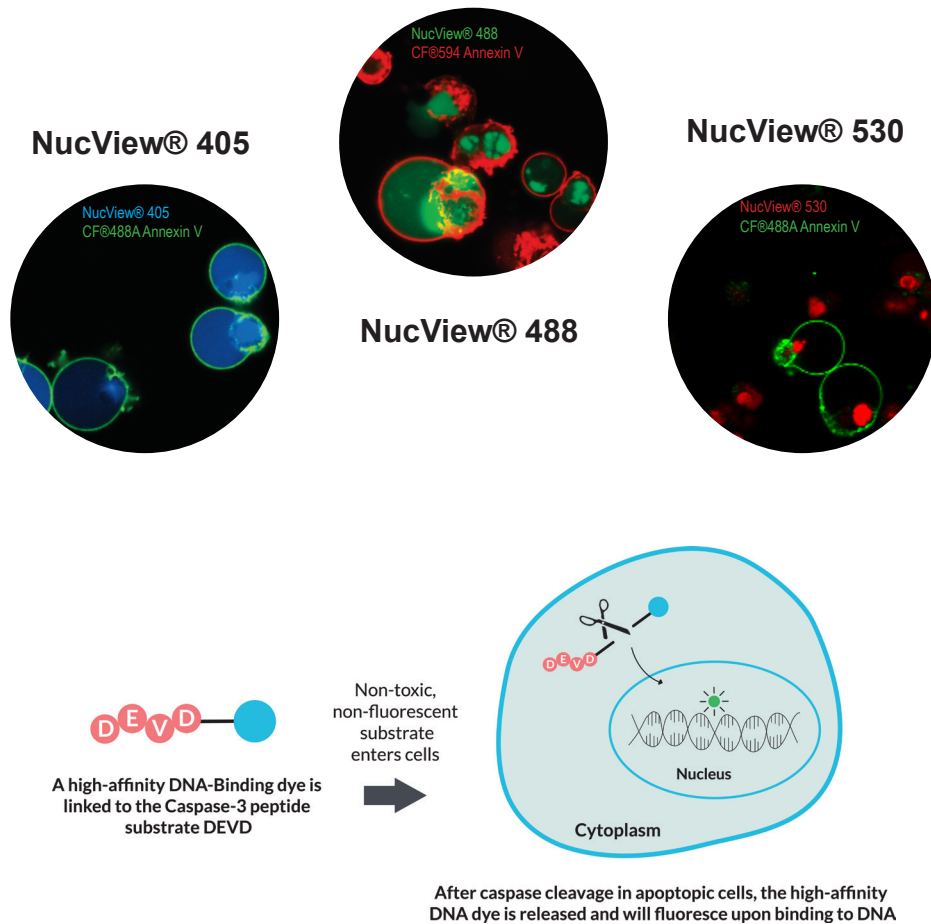 NucView® 405
NucView® 405
CF®488A Annexin V
NucView® 488
CF®594 Annexin V
NucView® 488
NucView® 530
NucView® 530
CF®488A Annexin V
D E V D
A high-affinity DNA-Binding dye is
linked to the Caspase-3 peptide
substrate DEVD
Non-toxic,
non-fluorescent
substrate
enters cells
D E V D
Nucleus
Cytoplasm
After caspase cleavage in apoptopic cells, the high-affinity
DNA dye is released and will fluoresce upon binding to DNA